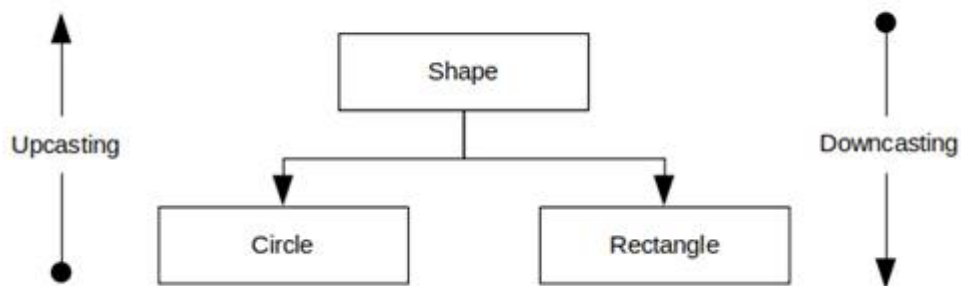 Shape
Upcasting
Downcasting
Circle
Rectangle